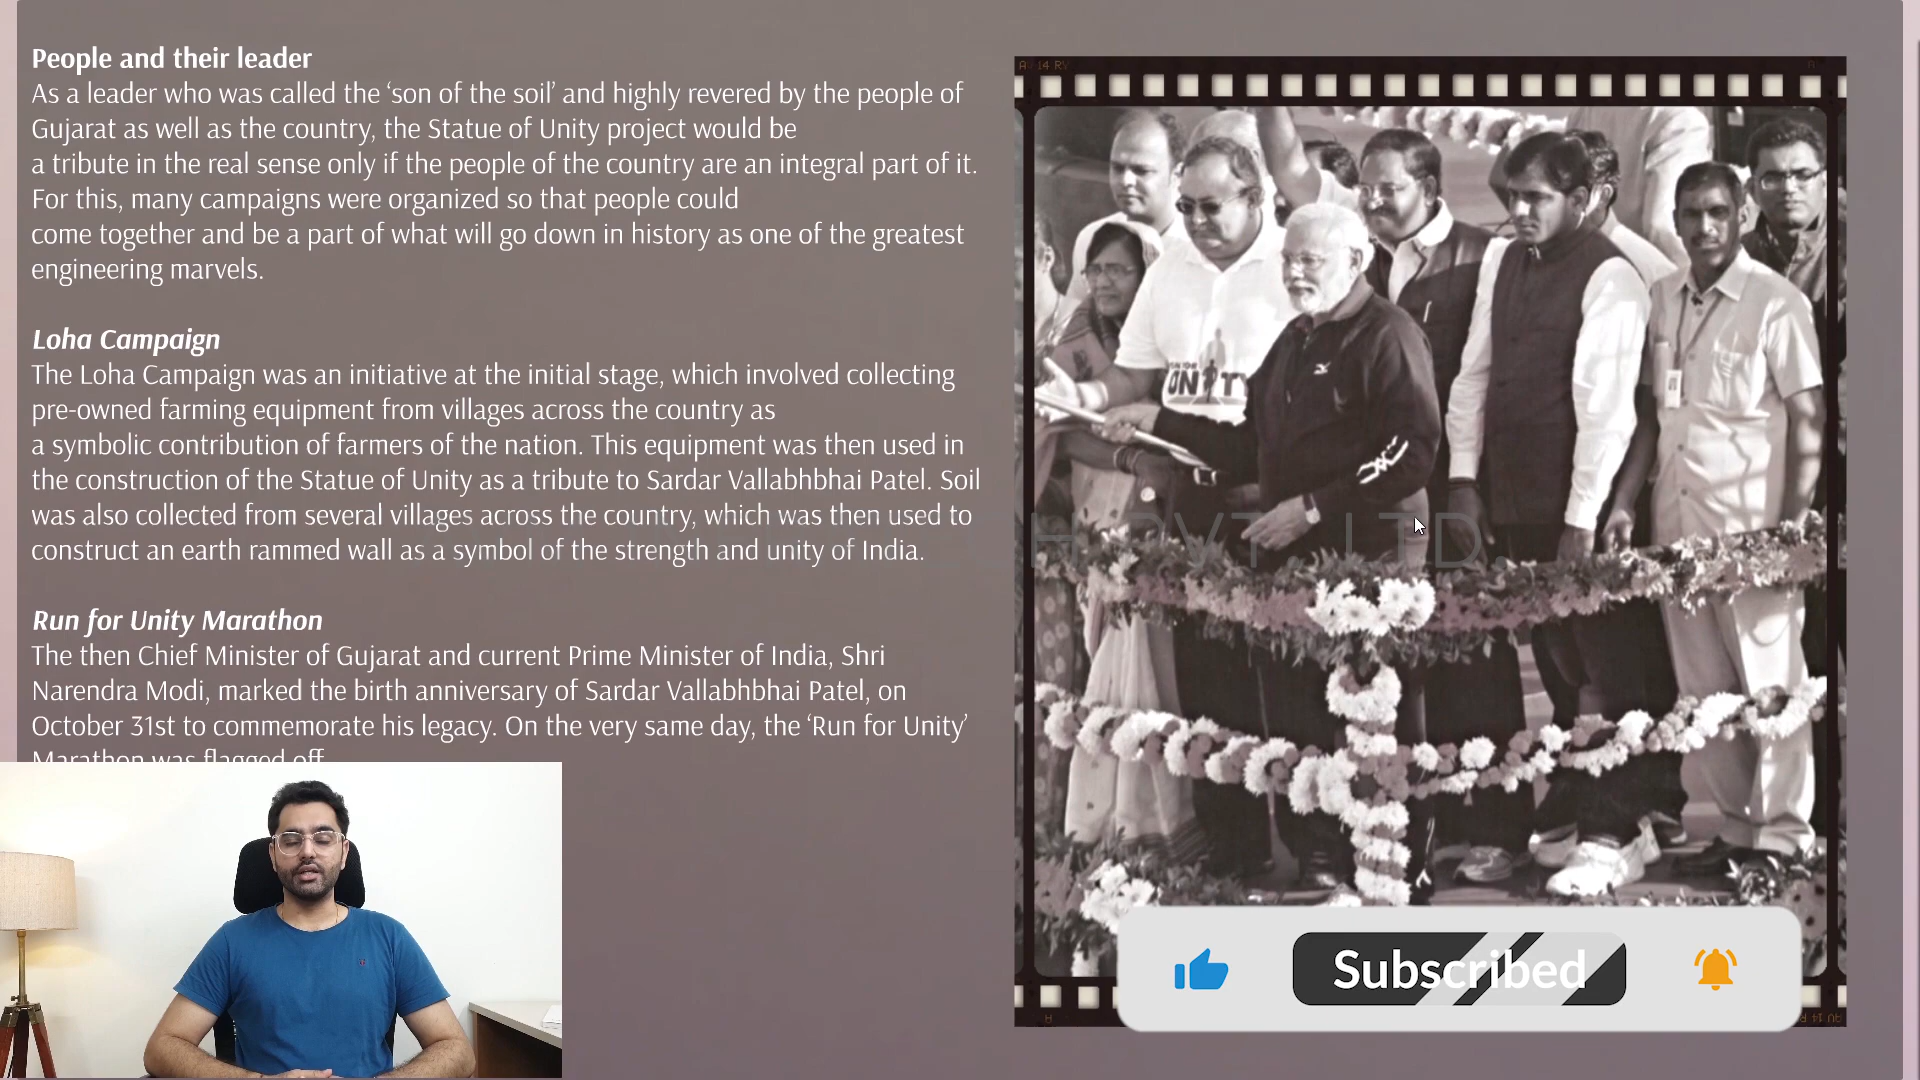 People and their leader
As a leader who was called the ‘son of the soil’ and highly revered by the people of
Gujarat as well as the country, the Statue of Unity project would be
a tribute in the real sense only if the people of the country are an integral part of it.
For this, many campaigns were organized so that people could
come together and be a part of what will go down in history as one of the greatest
engineering marvels.
Loha Campaign
The Loha Campaign was an initiative at the initial stage, which involved collecting
pre-owned farming equipment from villages across the country as
a symbolic contribution of farmers of the nation. This equipment was then used in
the construction of the Statue of Unity as a tribute to Sardar Vallabhbhai Patel. Soil
was also collected from several villages across the country, which was then used to
construct an earth rammed wall as a symbol of the strength and unity of India.
Run for Unity Marathon
The then Chief Minister of Gujarat and current Prime Minister of India, Shri
Narendra Modi, marked the birth anniversary of Sardar Vallabhbhai Patel, on
October 31st to commemorate his legacy. On the very same day, the ‘Run for Unity’
Marathon was flagged off
UNITY
PVT. LTD.
Subscribed